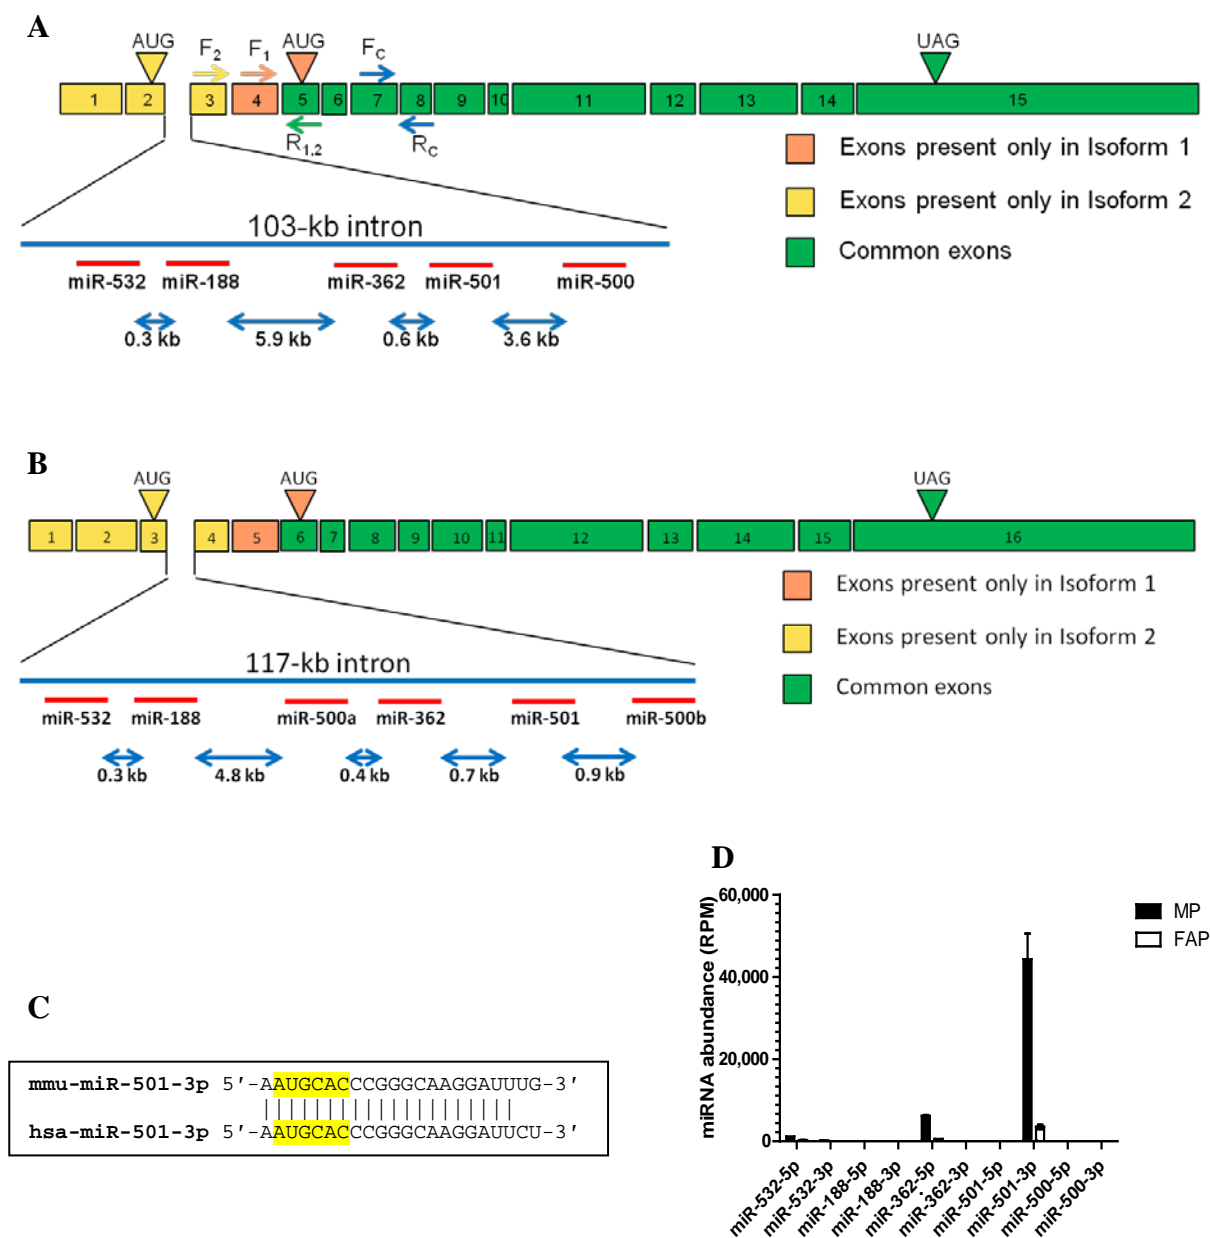 A
AUG F2 F1 AUG FC UAG
1 2 3 4 5 6 7 8 9 10 11 12 13 14 15
R1,2 RC
Exons present only in Isoform 1
Exons present only in Isoform 2
Common exons
103-kb intron
miR-532 miR-188 miR-362 miR-501 miR-500
0.3 kb 5.9 kb 0.6 kb 3.6 kb
B
AUG AUG UAG
1 2 3 4 5 6 7 8 9 10 11 12 13 14 15 16
Exons present only in Isoform 1
Exons present only in Isoform 2
Common exons
117-kb intron
miR-532 miR-188 miR-500a miR-362 miR-501 miR-500b
0.3 kb 4.8 kb 0.4 kb 0.7 kb 0.9 kb
C
mmu-miR-501-3p 5'-AAUGCACCCGGGCAAGGAUUUG-3'
||||||||||||||||||||
hsa-miR-501-3p 5'-AAUGCACCCGGGCAAGGAUUCU-3'
D
miRNA abundance (RPM)
60,000
40,000
20,000
0
MP
FAP
miR-532-5p
miR-532-3p
miR-188-5p
miR-188-3p
miR-362-5p
miR-362-3p
miR-501-5p
miR-501-3p
miR-500-5p
miR-500-3p